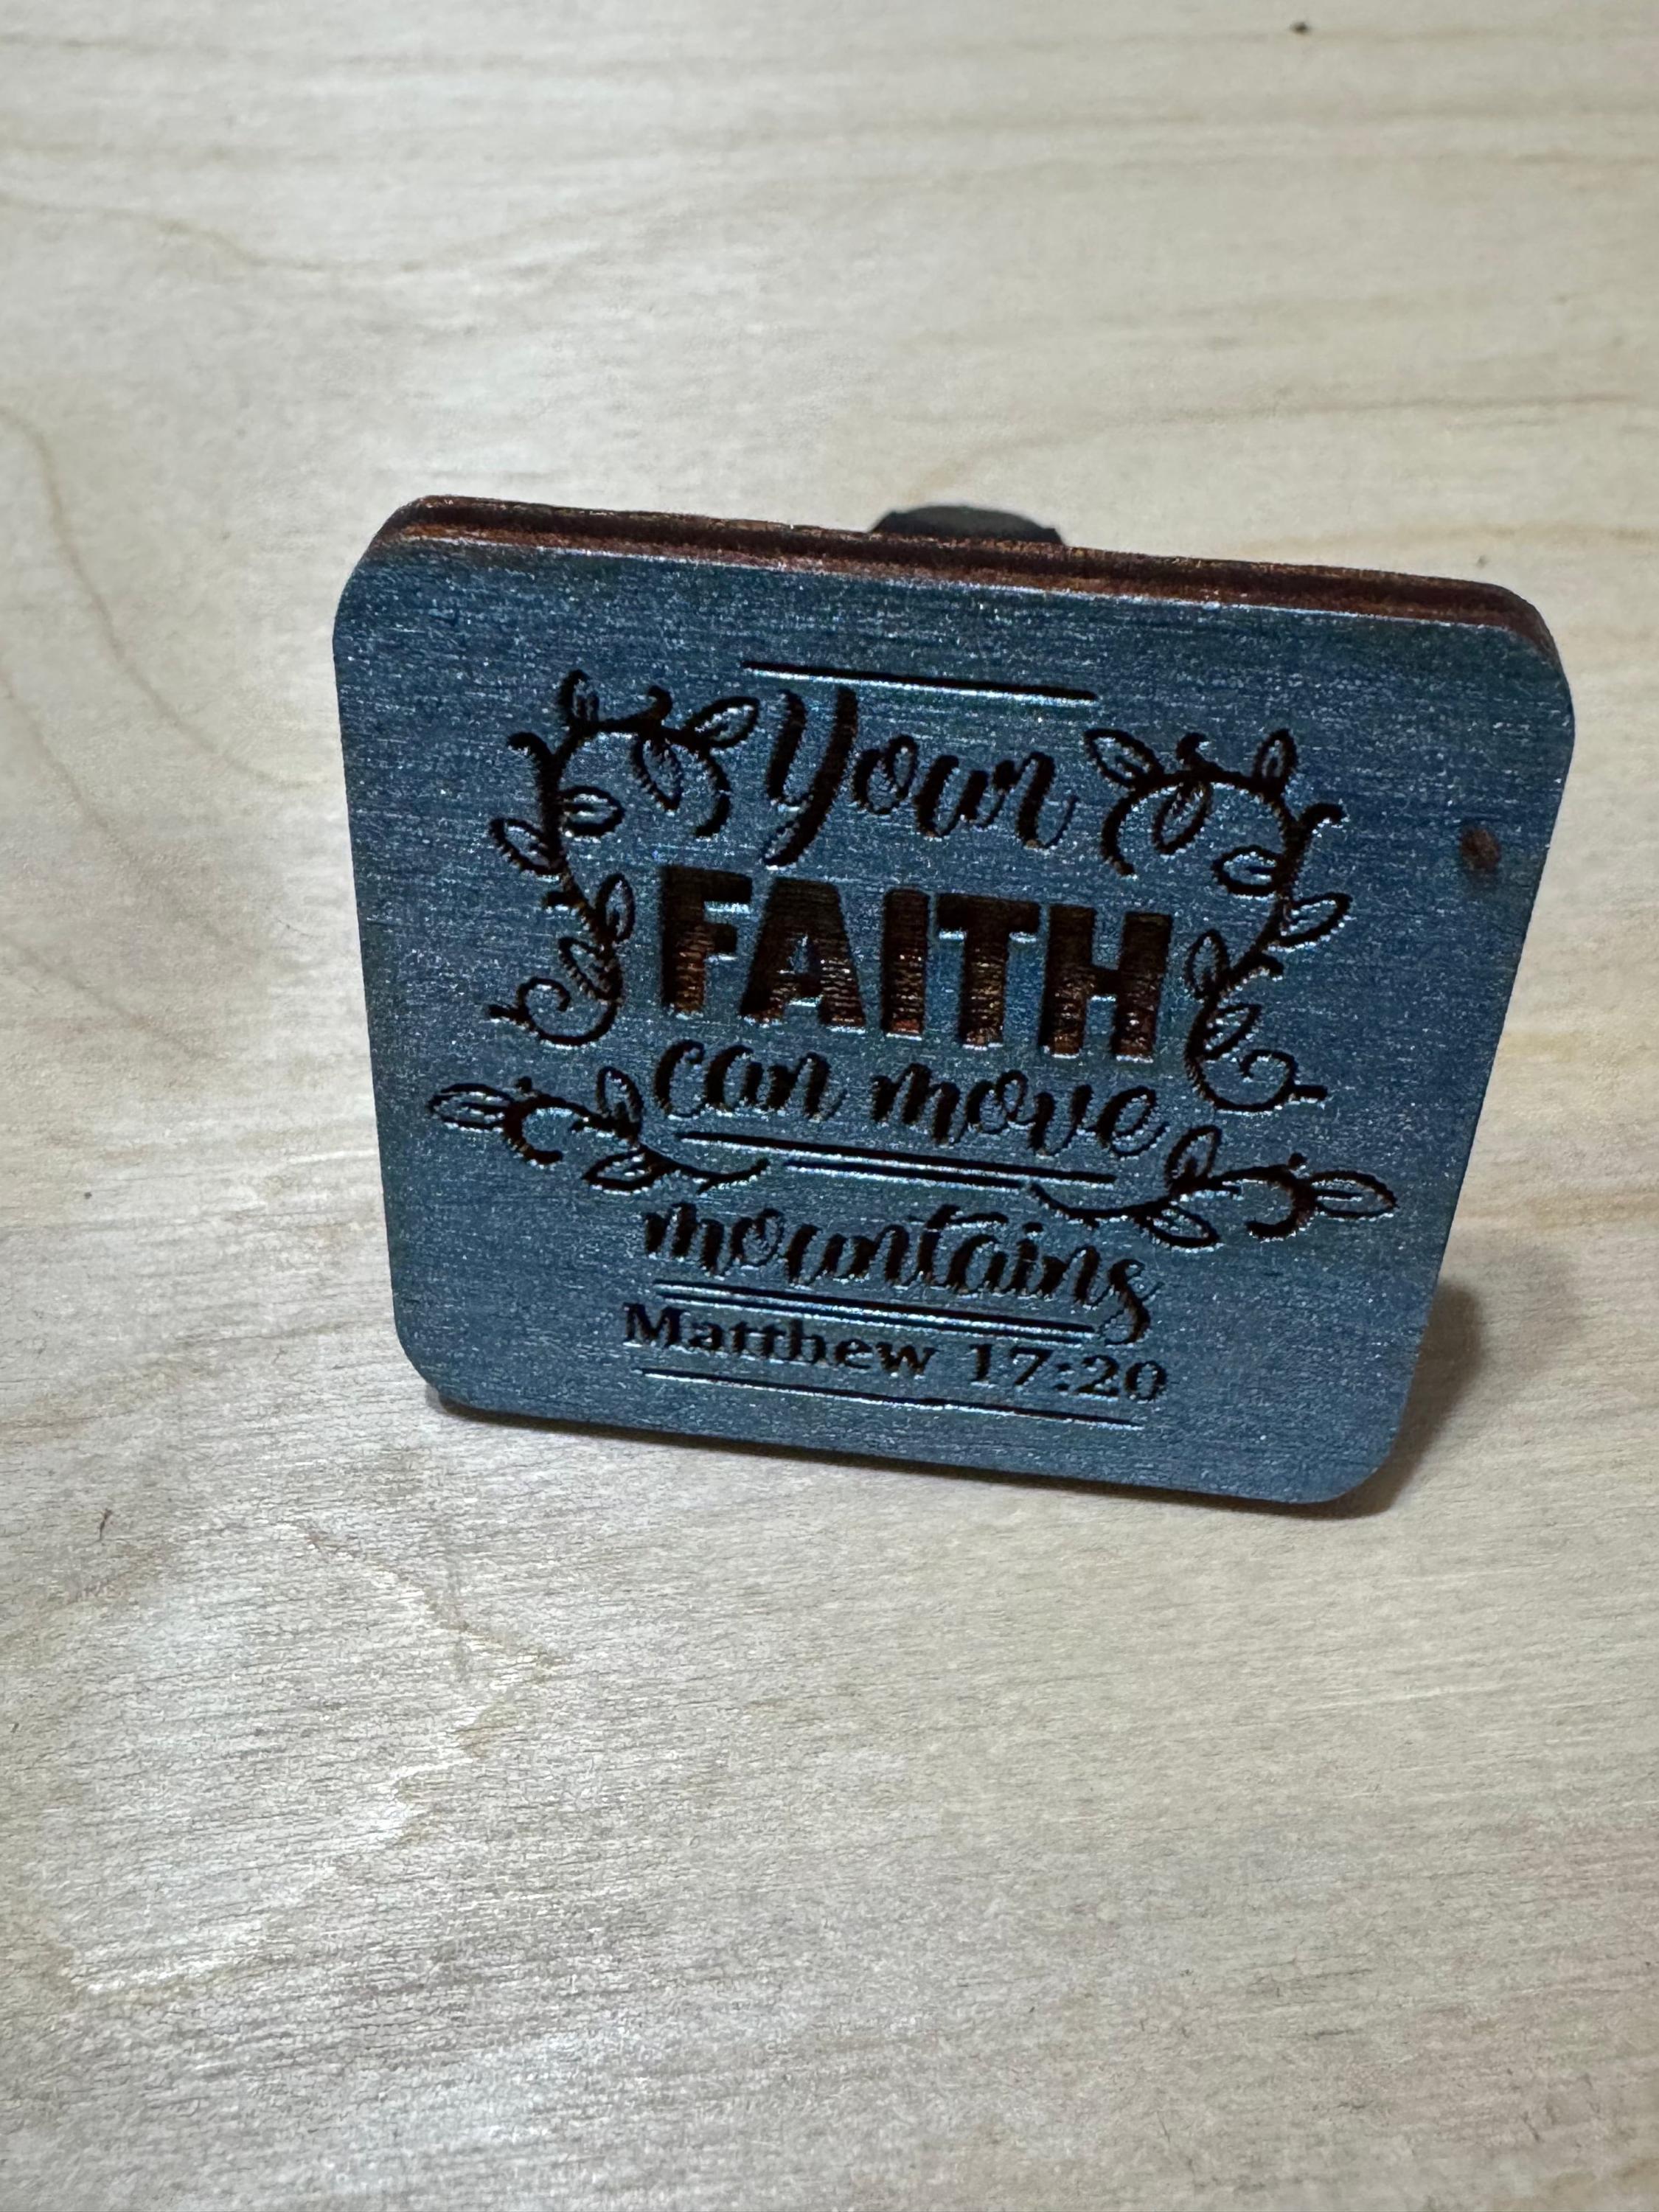 Your
FAITH
can move
mountains
Matthew 17:20